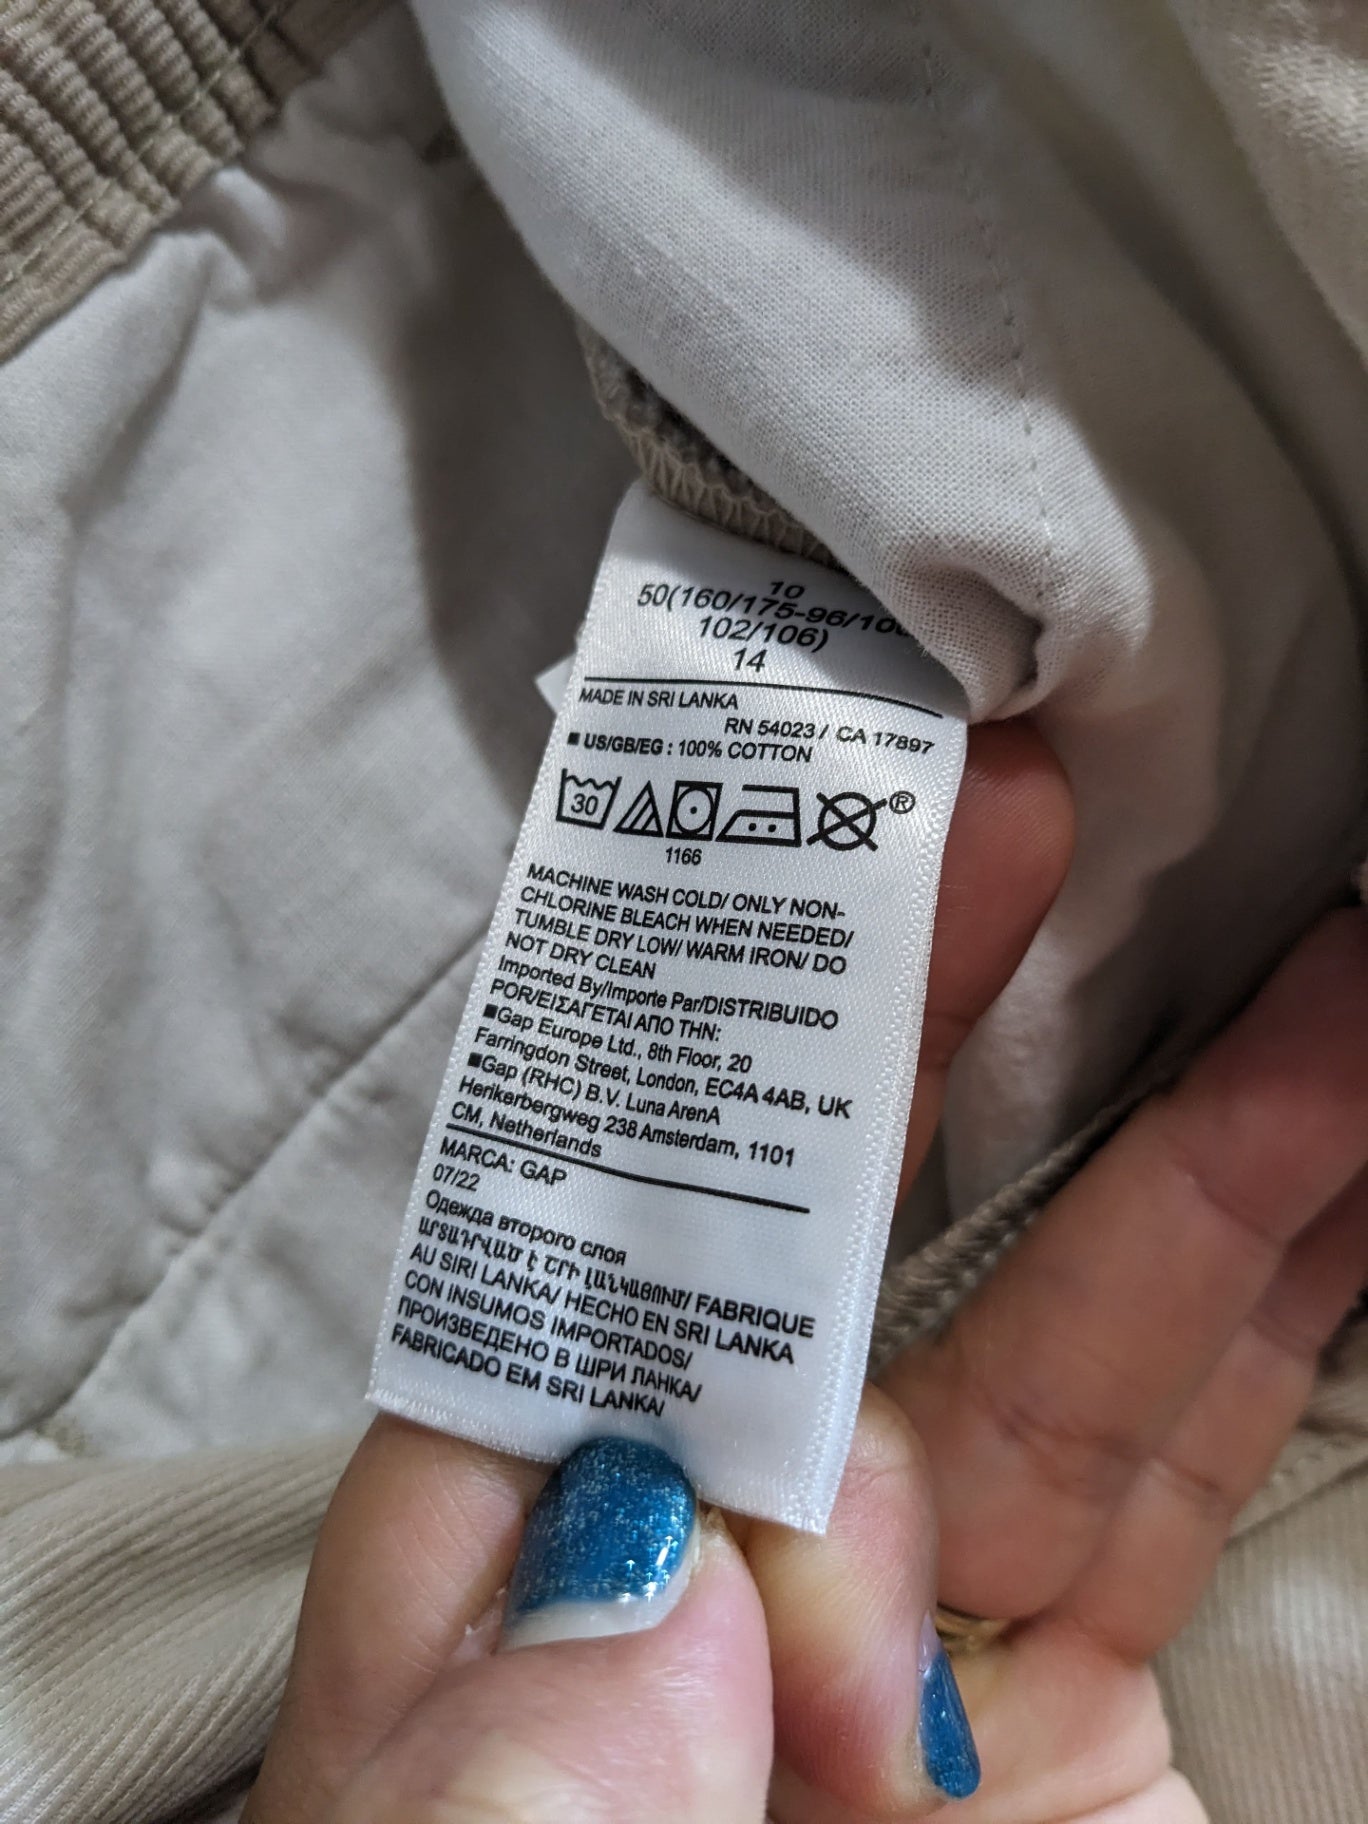 10
50(160/175-96/
102/106)
14
MADE IN SRI LANKA
RN 54023 / CA 17897
■ US/GB/EG : 100% COTTON
30
®
1166
MACHINE WASH COLD/ ONLY NON-
CHLORINE BLEACH WHEN NEEDED/
TUMBLE DRY LOW/ WARM IRON/ DO
NOT DRY CLEAN
Imported By/Importe Par/DISTRIBUIDO
POR/ΕΙΣΑΓΕΤΑΙ ΑΠΟ ΤΗΝ:
■Gap Europe Ltd., 8th Floor, 20
Farringdon Street, London, EC4A 4AB, UK
■Gap (RHC) B.V. Luna ArenA
Herikerbergweg 238 Amsterdam, 1101
CM, Netherlands
MARCA: GAP
07/22
Одежда второго слоя
ԱՐՏԱԴՐՎԱԾ Է ՇՐԻ ԼԱՆԿԱՅՈՒՄ/ FABRIQUE
AU SIRI LANKA/ HECHO EN SRI LANKA
CON INSUMOS IMPORTADOS/
ПРОИЗВЕДЕНО В ШРИ ЛАНКА/
FABRICADO EM SRI LANKA/